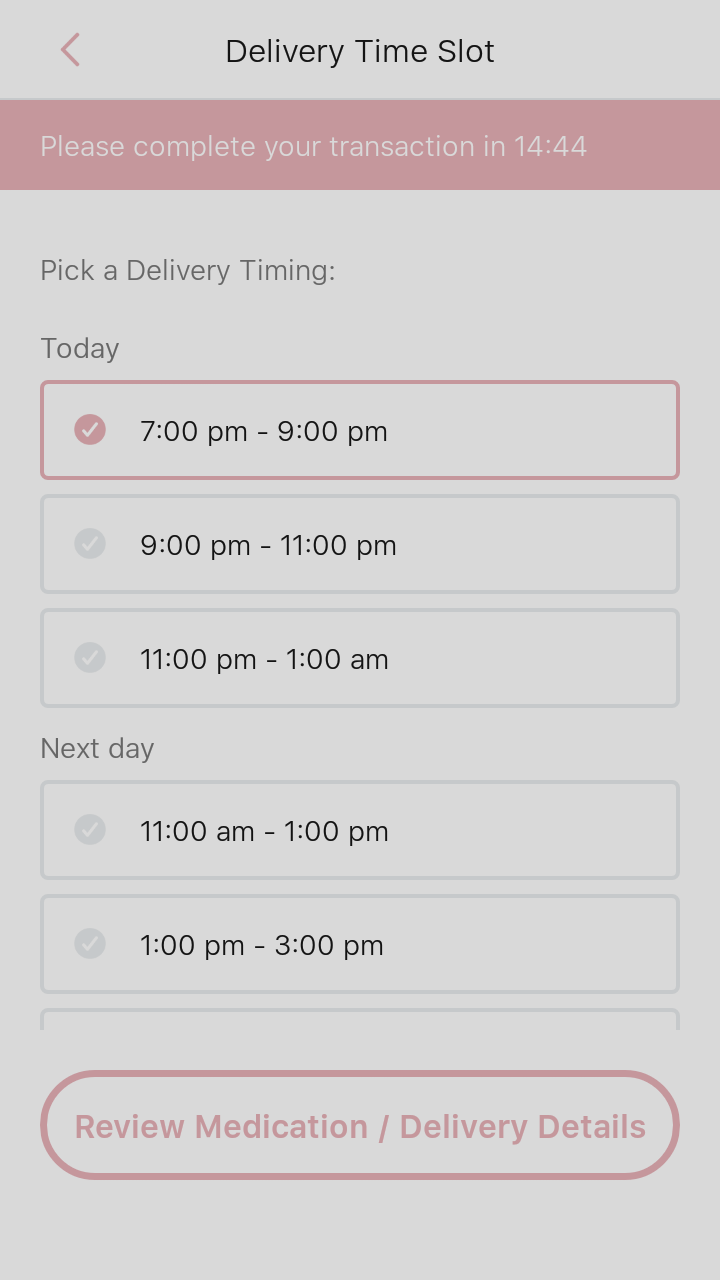 Delivery Time Slot
Please complete your transaction in 14:44
Pick a Delivery Timing:
Today
7:00 pm - 9:00 pm
9:00 pm - 11:00 pm
11:00 pm - 1:00 am
Next day
11:00 am - 1:00 pm
1:00 pm - 3:00 pm
Review Medication / Delivery Details